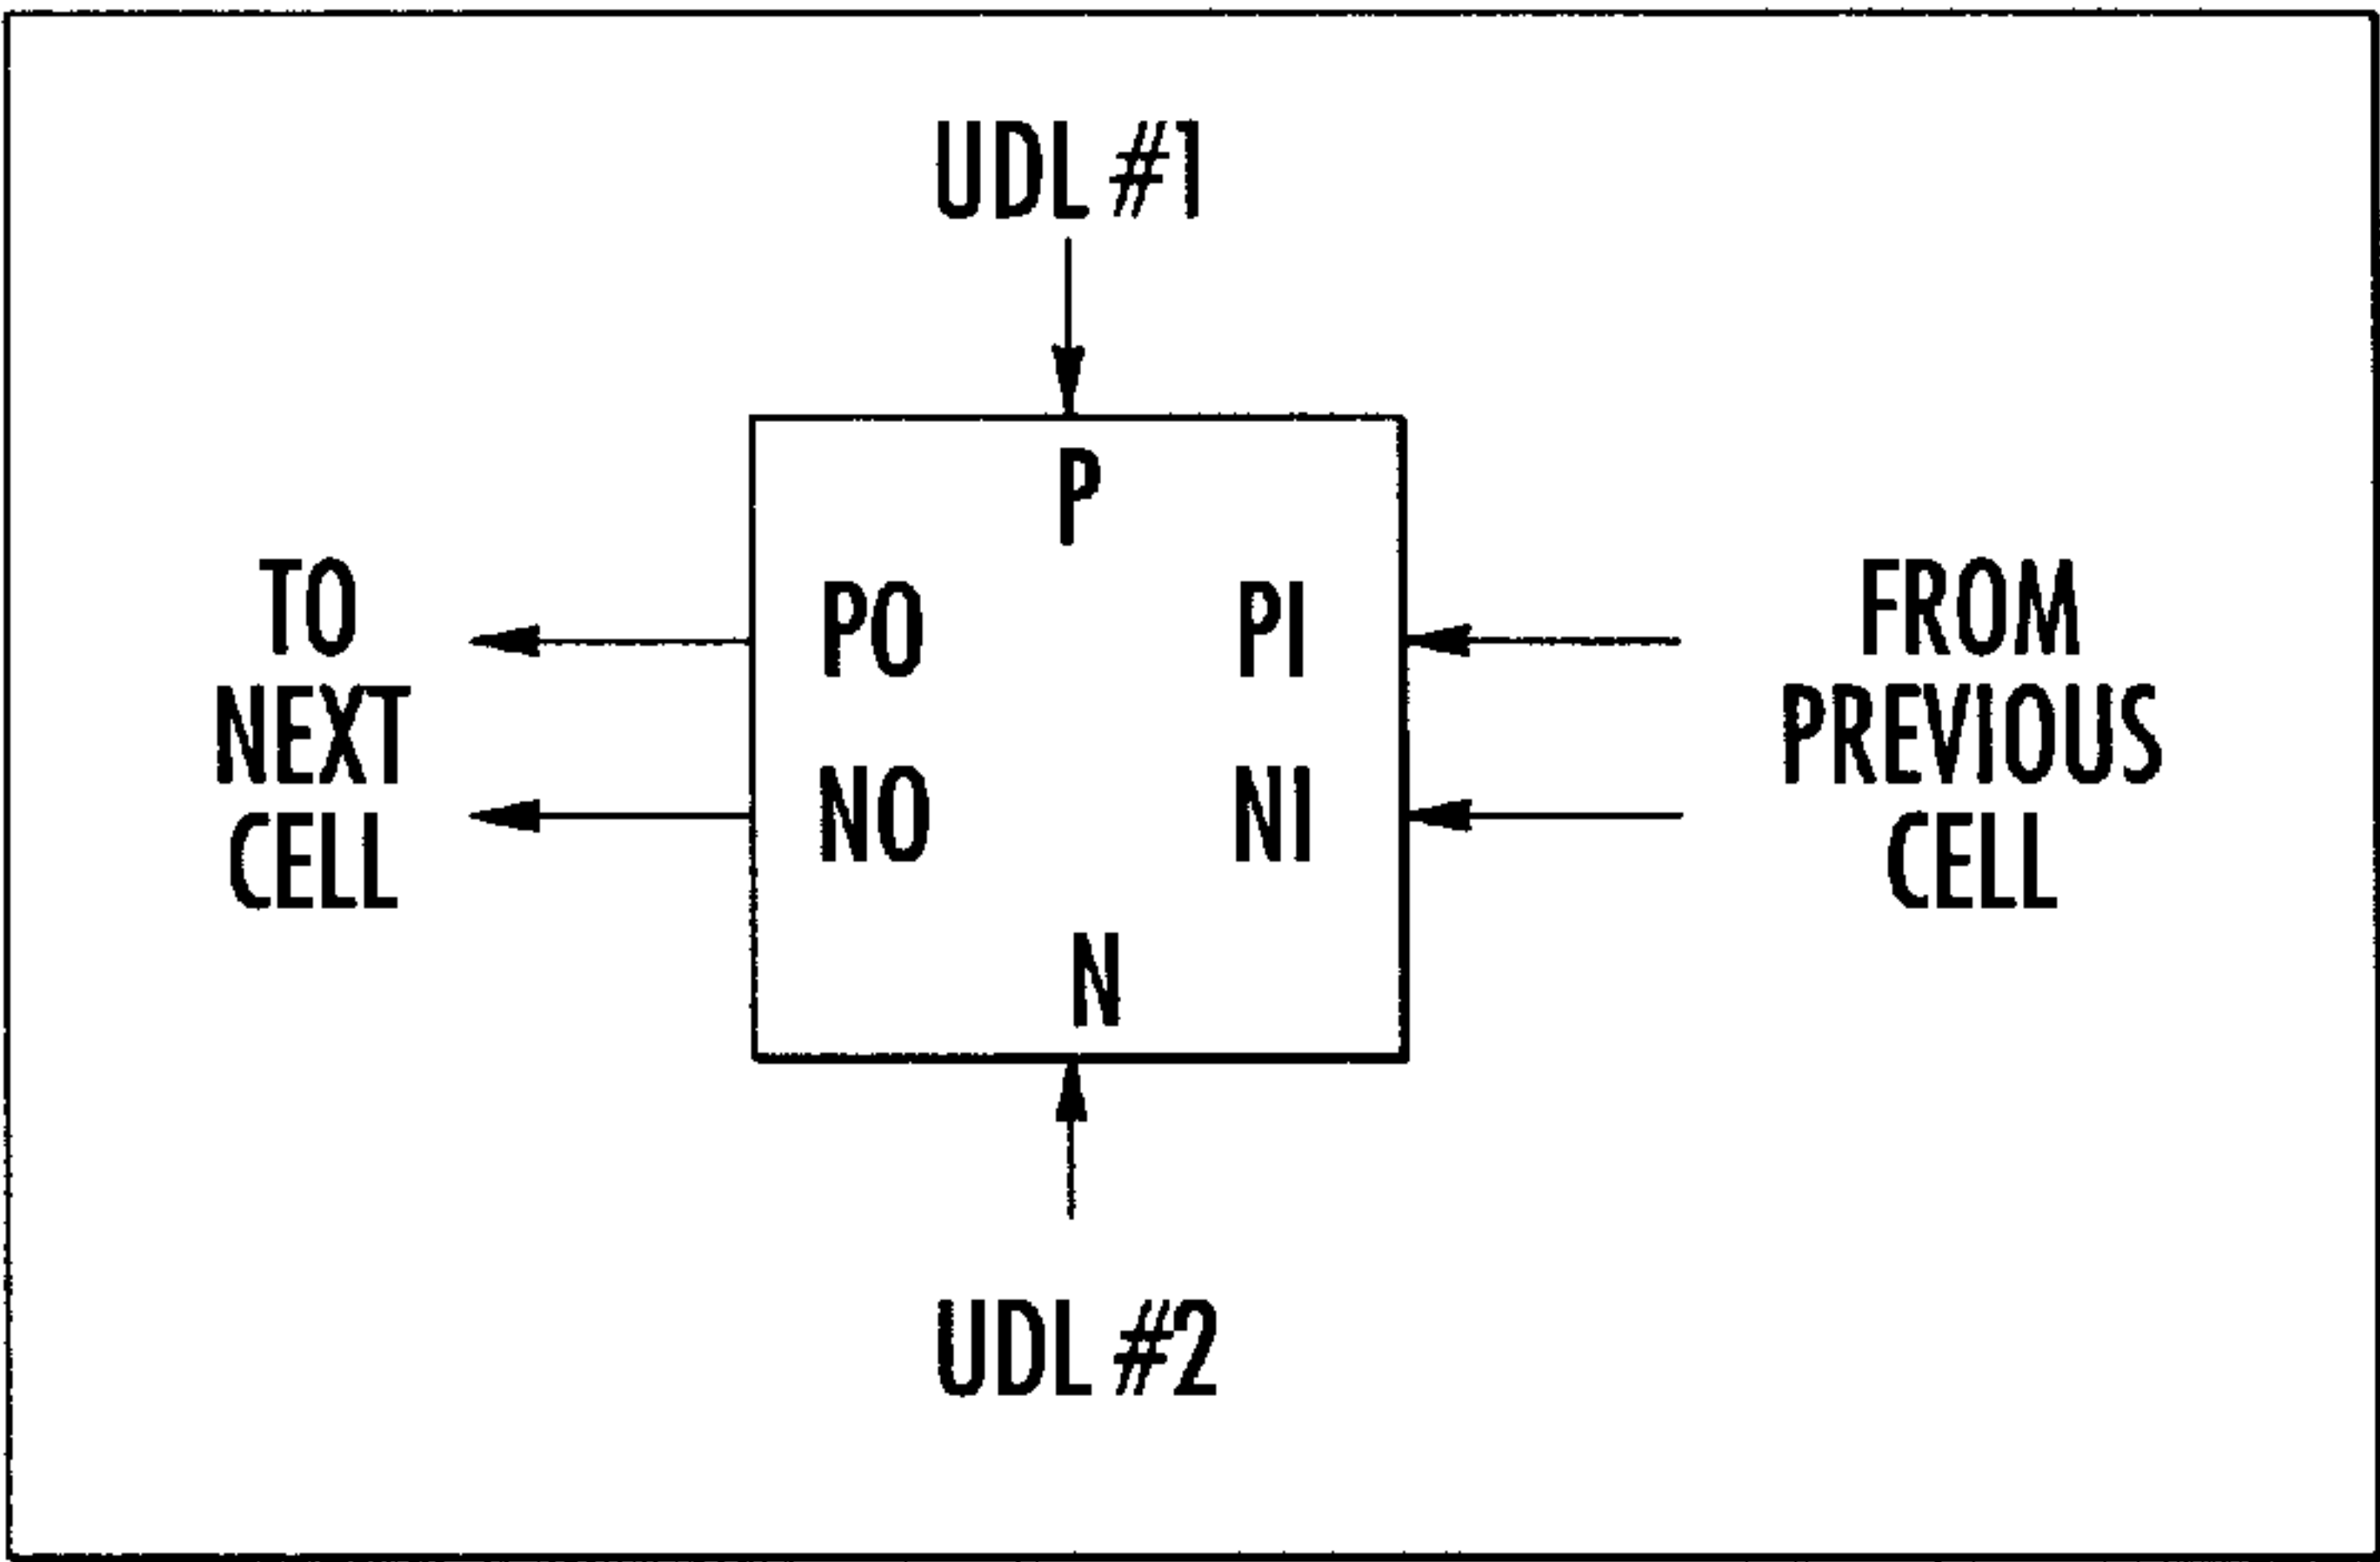 UDL #1
P
TO
NEXT
CELL
PO
PI
NO
NI
FROM
PREVIOUS
CELL
N
UDL #2